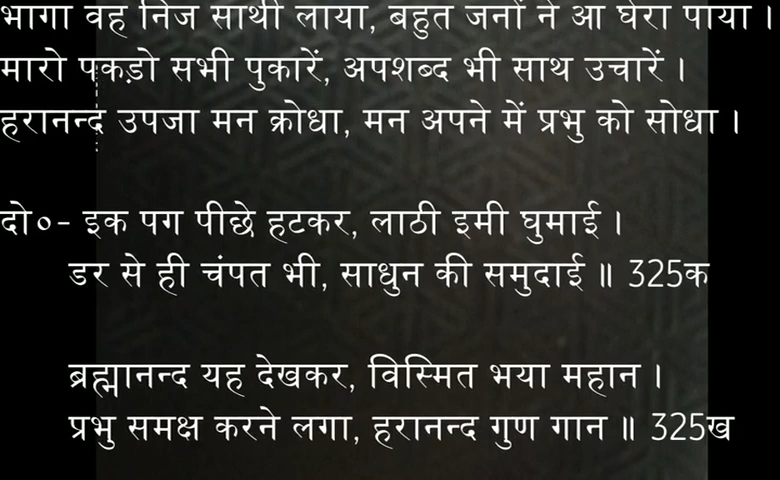 भागा वह निज साथी लाया, बहुत जनों ने आ घेरा पाया ।
मारो पकड़ो सभी पुकारें, अपशब्द भी साथ उचारें ।
हरानन्द उपजा मन क्रोधा, मन अपने में प्रभु को सोधा ।
दो०- इक पग पीछे हटकर, लाठी इमी घुमाई ।
डर से ही चंपत भी, साधुन की समुदाई ॥ 325क
ब्रह्मानन्द यह देखकर, विस्मित भया महान ।
प्रभु समक्ष करने लगा, हरानन्द गुण गान ॥ 325ख